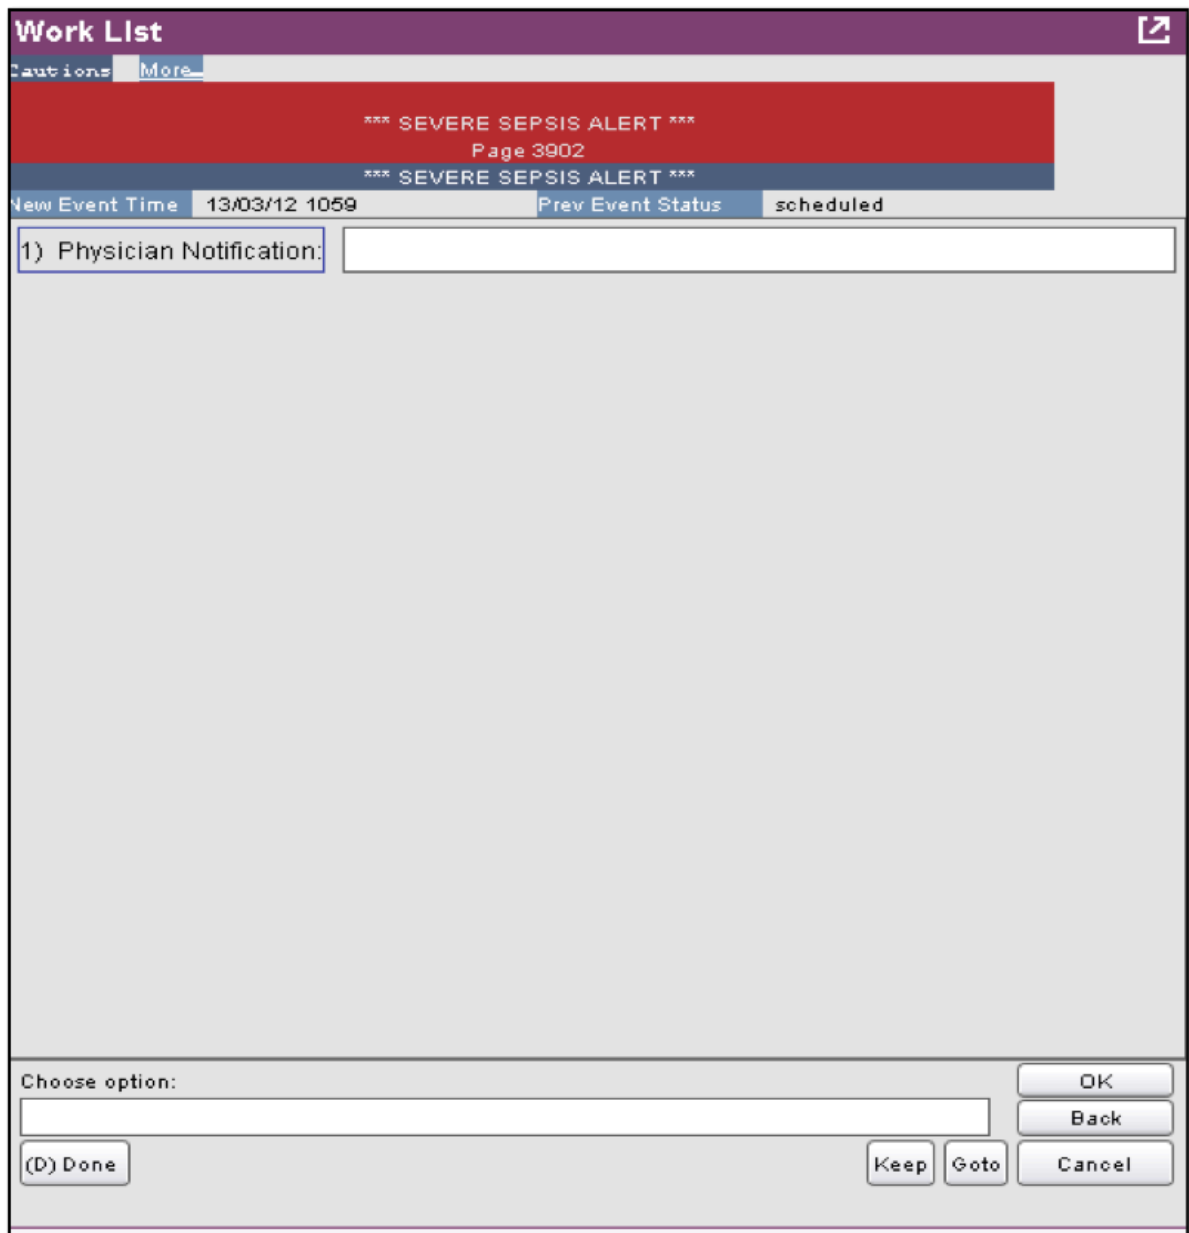 Work LIst
Cautions More...
*** SEVERE SEPSIS ALERT ***
Page 3902
*** SEVERE SEPSIS ALERT ***
New Event Time 13/03/12 1059 Prev Event Status scheduled
1) Physician Notification:
Choose option:
OK
Back
(D) Done Keep Goto Cancel